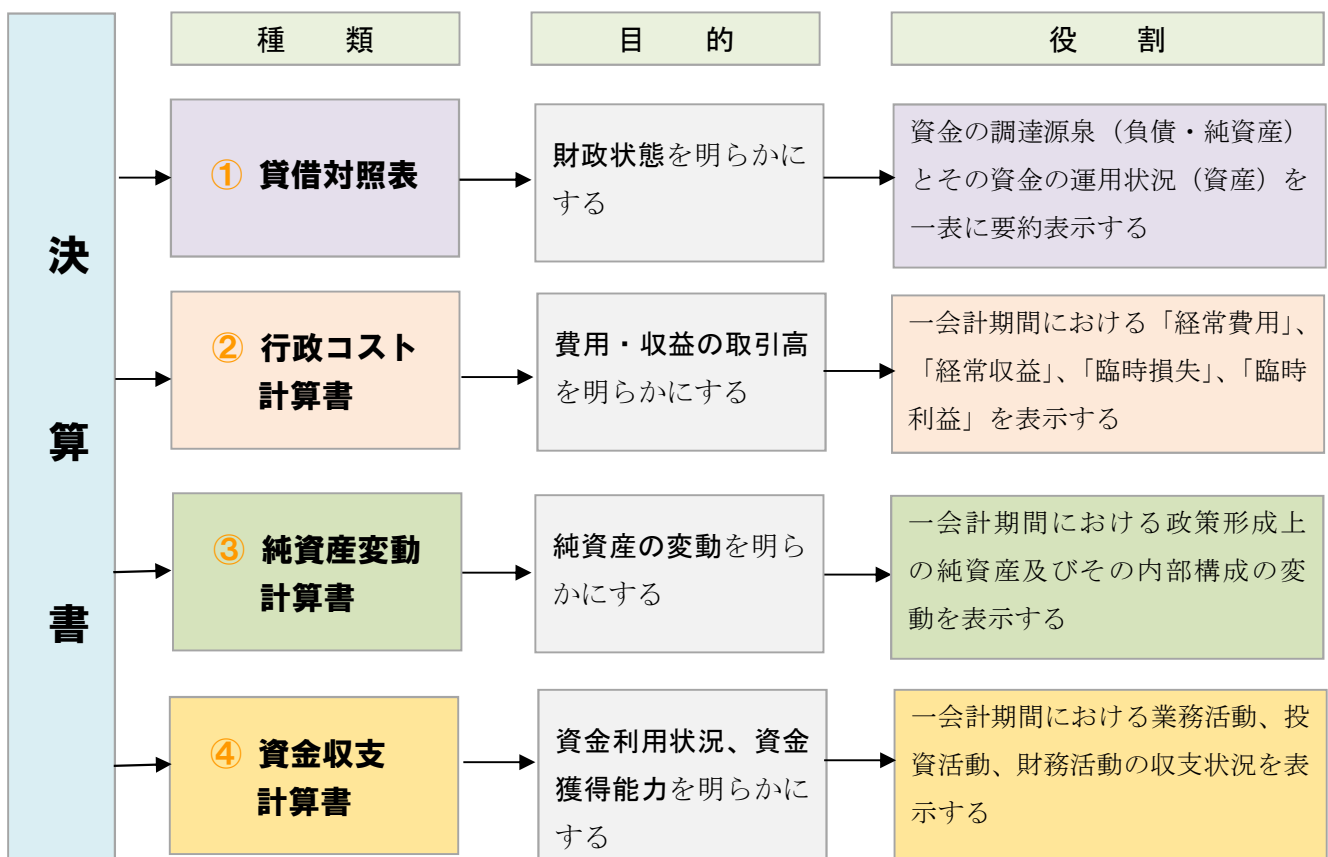 種　類
目　的
役　割
決
算
書
① 貸借対照表
財政状態を明らかに
する
資金の調達源泉（負債・純資産）
とその資金の運用状況（資産）を
一表に要約表示する
② 行政コスト
計算書
費用・収益の取引高
を明らかにする
一会計期間における「経常費用」、
「経常収益」、「臨時損失」、「臨時
利益」を表示する
③ 純資産変動
計算書
純資産の変動を明ら
かにする
一会計期間における政策形成上
の純資産及びその内部構成の変
動を表示する
④ 資金収支
計算書
資金利用状況、資金
獲得能力を明らかに
する
一会計期間における業務活動、投
資活動、財務活動の収支状況を表
示する